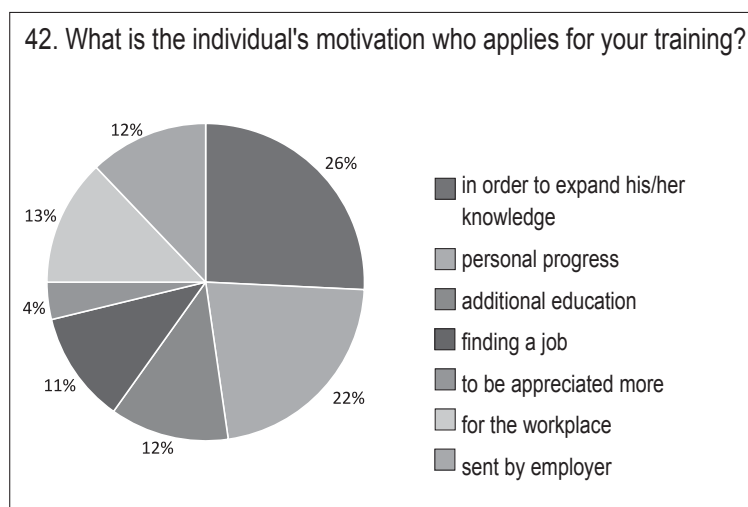 42. What is the individual's motivation who applies for your training?
12%
26%
13%
4%
11%
12%
22%
in order to expand his/her
knowledge
personal progress
additional education
finding a job
to be appreciated more
for the workplace
sent by employer